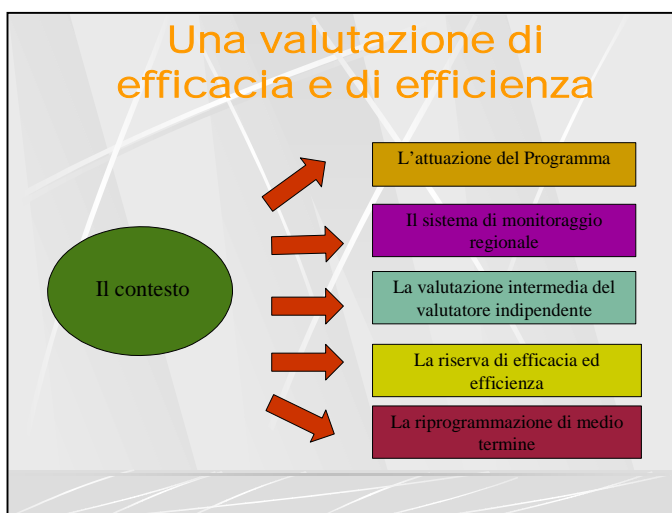 Una valutazione di
efficacia e di efficienza
L'attuazione del Programma
Il sistema di monitoraggio
regionale
Il contesto
La valutazione intermedia del
valutatore indipendente
La riserva di efficacia ed
efficienza
La riprogrammazione di medio
termine